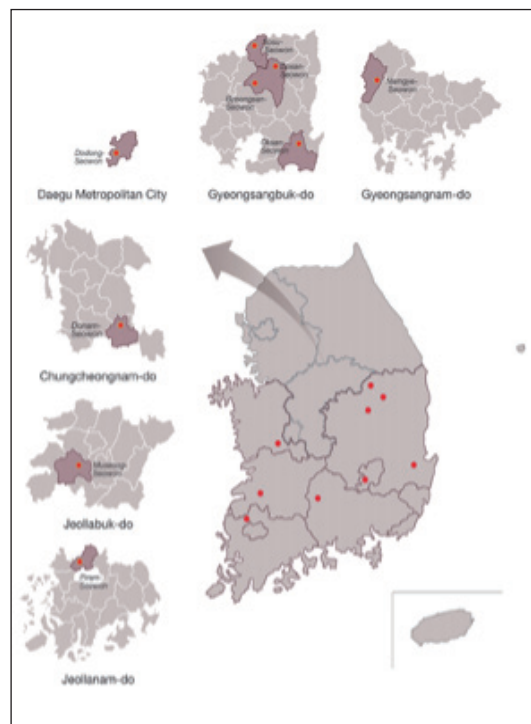 Sosu-
Seowon
Dosan-
Seowon
Byeongsan-
Seowon
Oksan-
Seowon
Namgye-
Seowon
Dodong-
Seowon
Daegu Metropolitan City
Gyeongsangbuk-do
Gyeongsangnam-do
Donam-
Seowon
Chungcheongnam-do
Museong-
Seowon
Jeollabuk-do
Piram-
Seowon
Jeollanam-do